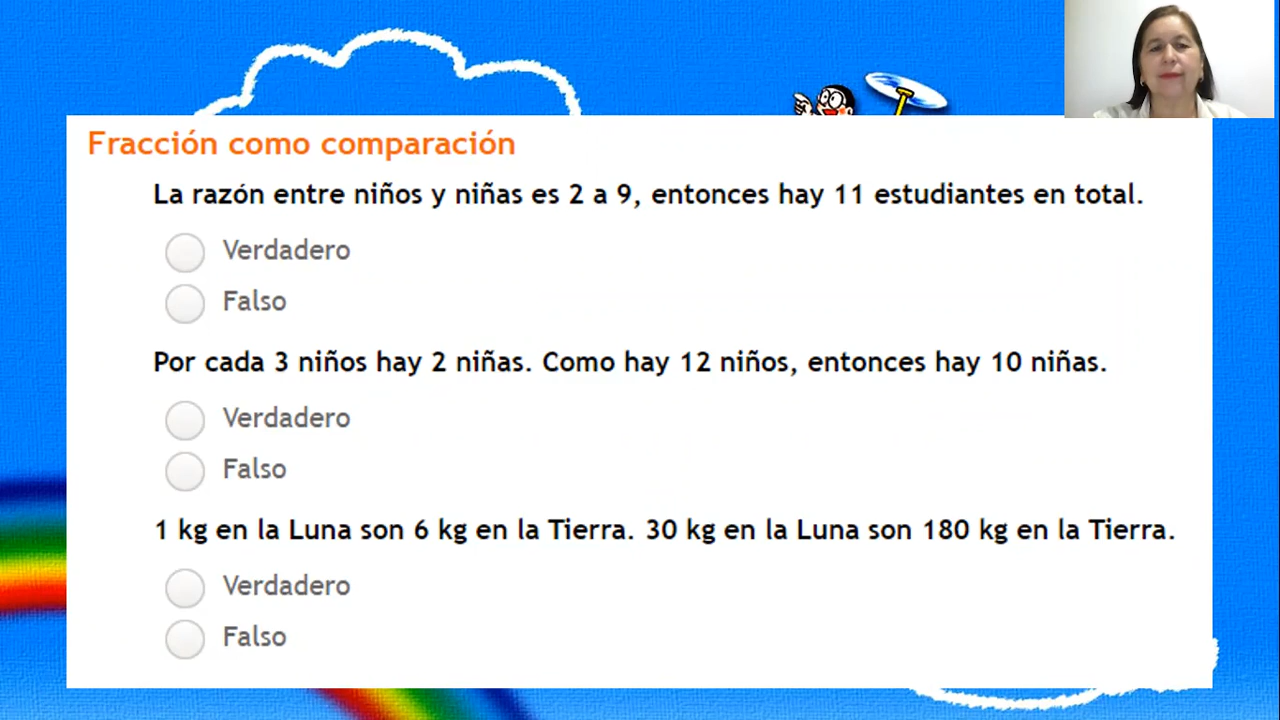 Fracción como comparación
La razón entre niños y niñas es 2 a 9, entonces hay 11 estudiantes en total.
Verdadero
Falso
Por cada 3 niños hay 2 niñas. Como hay 12 niños, entonces hay 10 niñas.
Verdadero
Falso
1 kg en la Luna son 6 kg en la Tierra. 30 kg en la Luna son 180 kg en la Tierra.
Verdadero
Falso